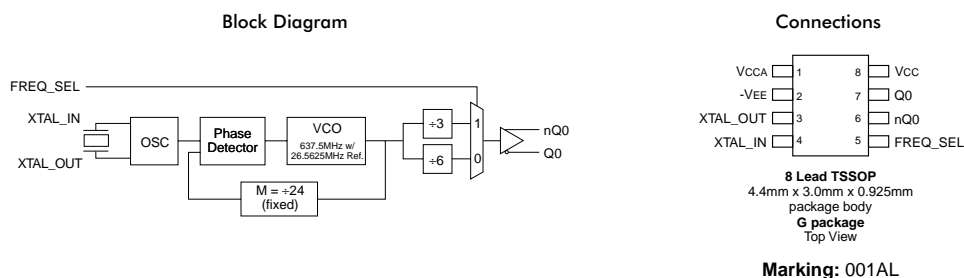 Block Diagram
FREQ_SEL
XTAL_IN
XTAL_OUT
OSC
Phase
Detector
VCO
637.5MHz w/
26.5625MHz Ref.
M = ÷24
(fixed)
÷3
÷6
1
0
nQ0
Q0
Connections
VCCA 1 8 VCC
-VEE 2 7 Q0
XTAL_OUT 3 6 nQ0
XTAL_IN 4 5 FREQ_SEL
8 Lead TSSOP
4.4mm x 3.0mm x 0.925mm
package body
G package
Top View
Marking: 001AL